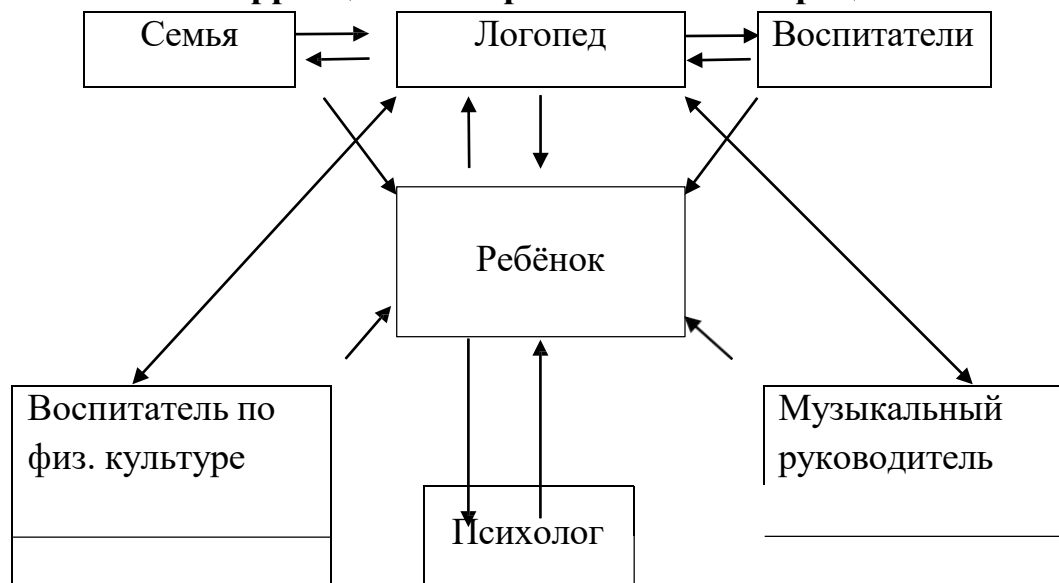 Семья
Логопед
Воспитатели
Ребёнок
Воспитатель по
физ. культуре
Музыкальный
руководитель
Психолог